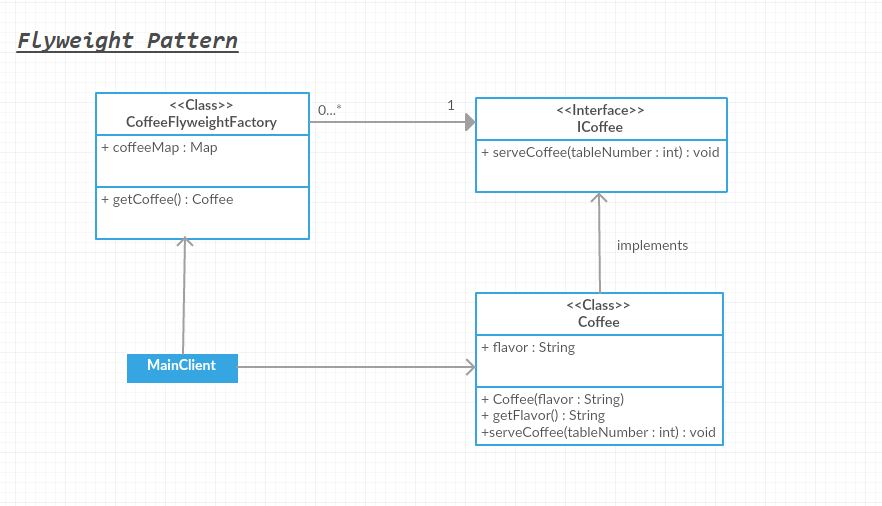 Flyweight Pattern
<<Class>>
CoffeeFlyweightFactory
+ coffeeMap : Map
+ getCoffee() : Coffee
0...*
1
<<Interface>>
ICoffee
+ serveCoffee(tableNumber : int) : void
implements
MainClient
<<Class>>
Coffee
+ flavor : String
+ Coffee(flavor : String)
+ getFlavor() : String
+serveCoffee(tableNumber : int) : void